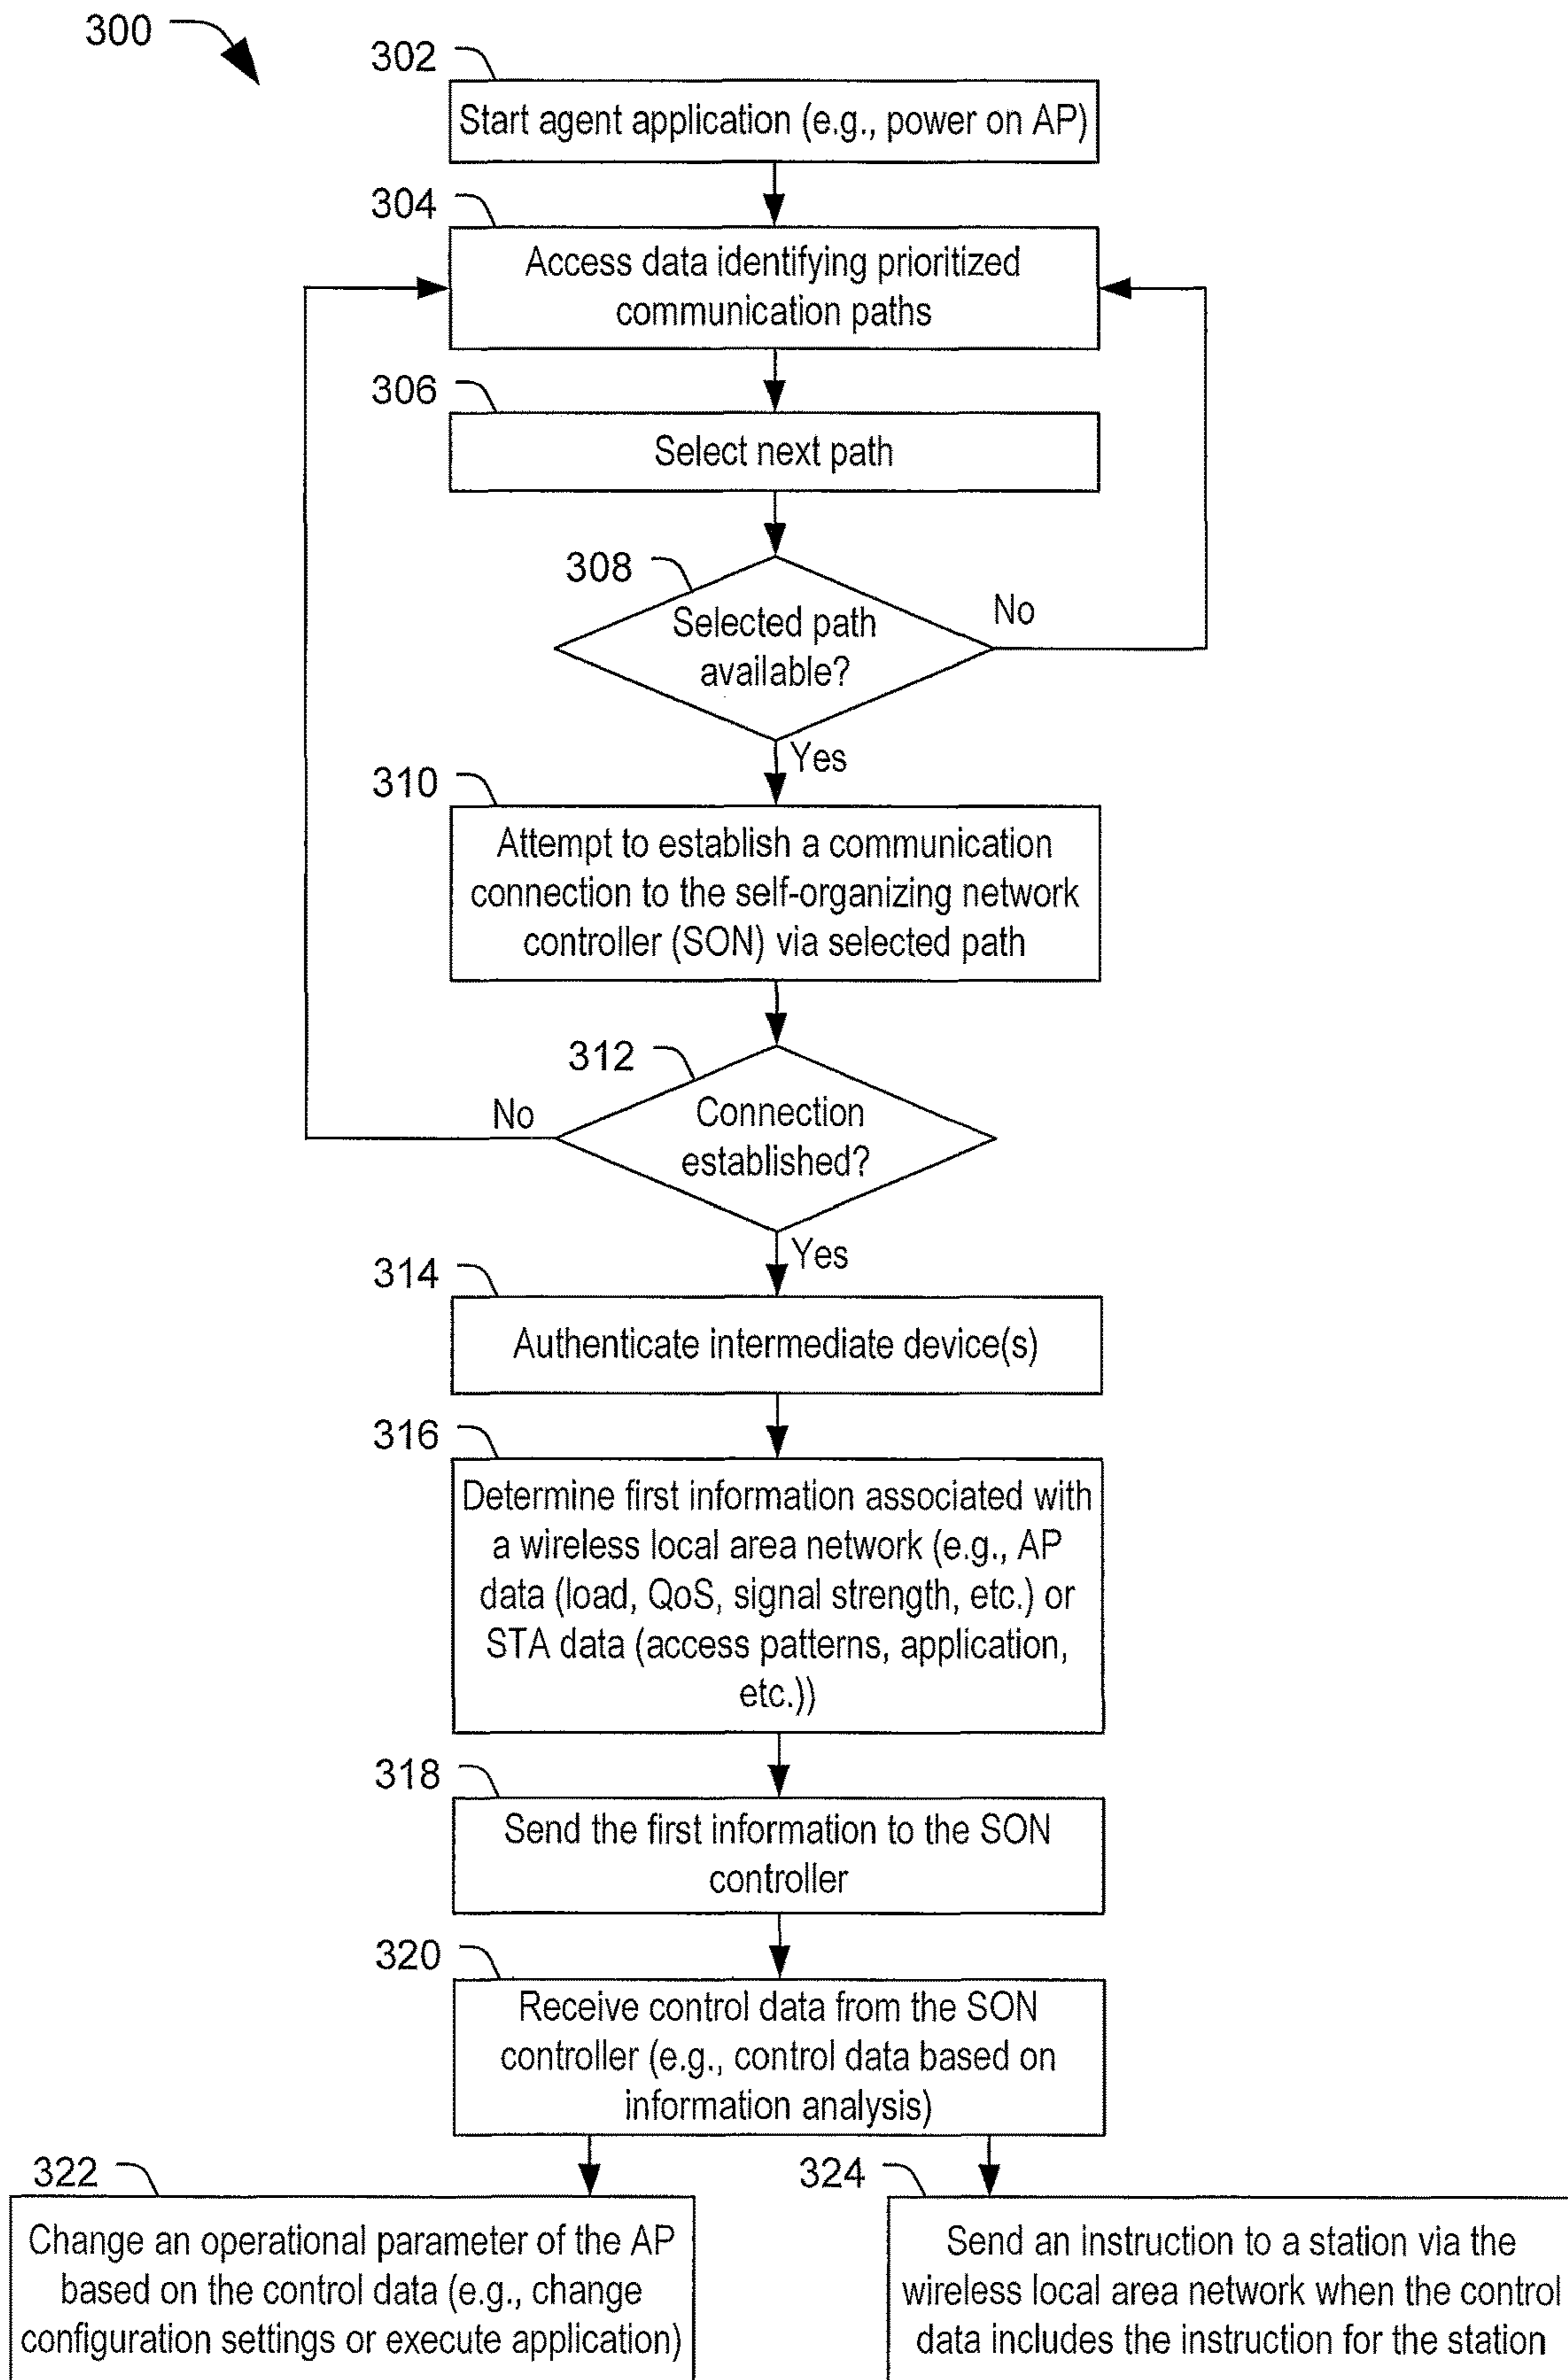 300
302
Start agent application (e.g., power on AP)
304
Access data identifying prioritized
communication paths
306
Select next path
308
Selected path
available?
No
Yes
310
Attempt to establish a communication
connection to the self-organizing network
controller (SON) via selected path
312
Connection
established?
No
Yes
314
Authenticate intermediate device(s)
316
Determine first information associated with
a wireless local area network (e.g., AP
data (load, QoS, signal strength, etc.) or
STA data (access patterns, application,
etc.))
318
Send the first information to the SON
controller
320
Receive control data from the SON
controller (e.g., control data based on
information analysis)
322
Change an operational parameter of the AP
based on the control data (e.g., change
configuration settings or execute application)
324
Send an instruction to a station via the
wireless local area network when the control
data includes the instruction for the station